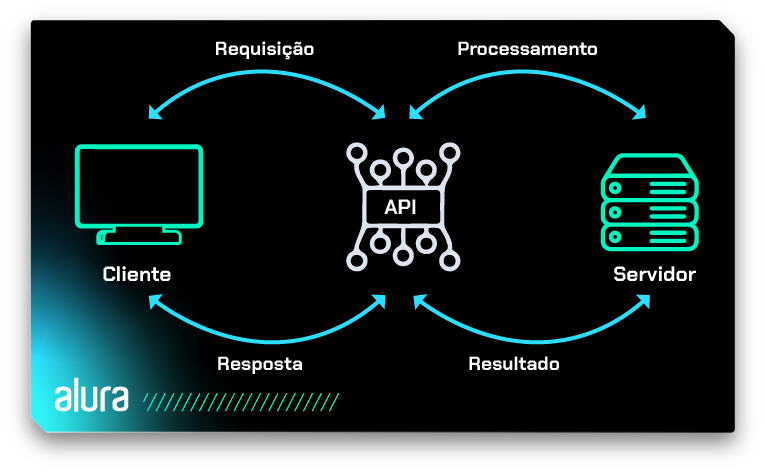 Requisição
Processamento
API
Cliente
Servidor
Resposta
Resultado
alura